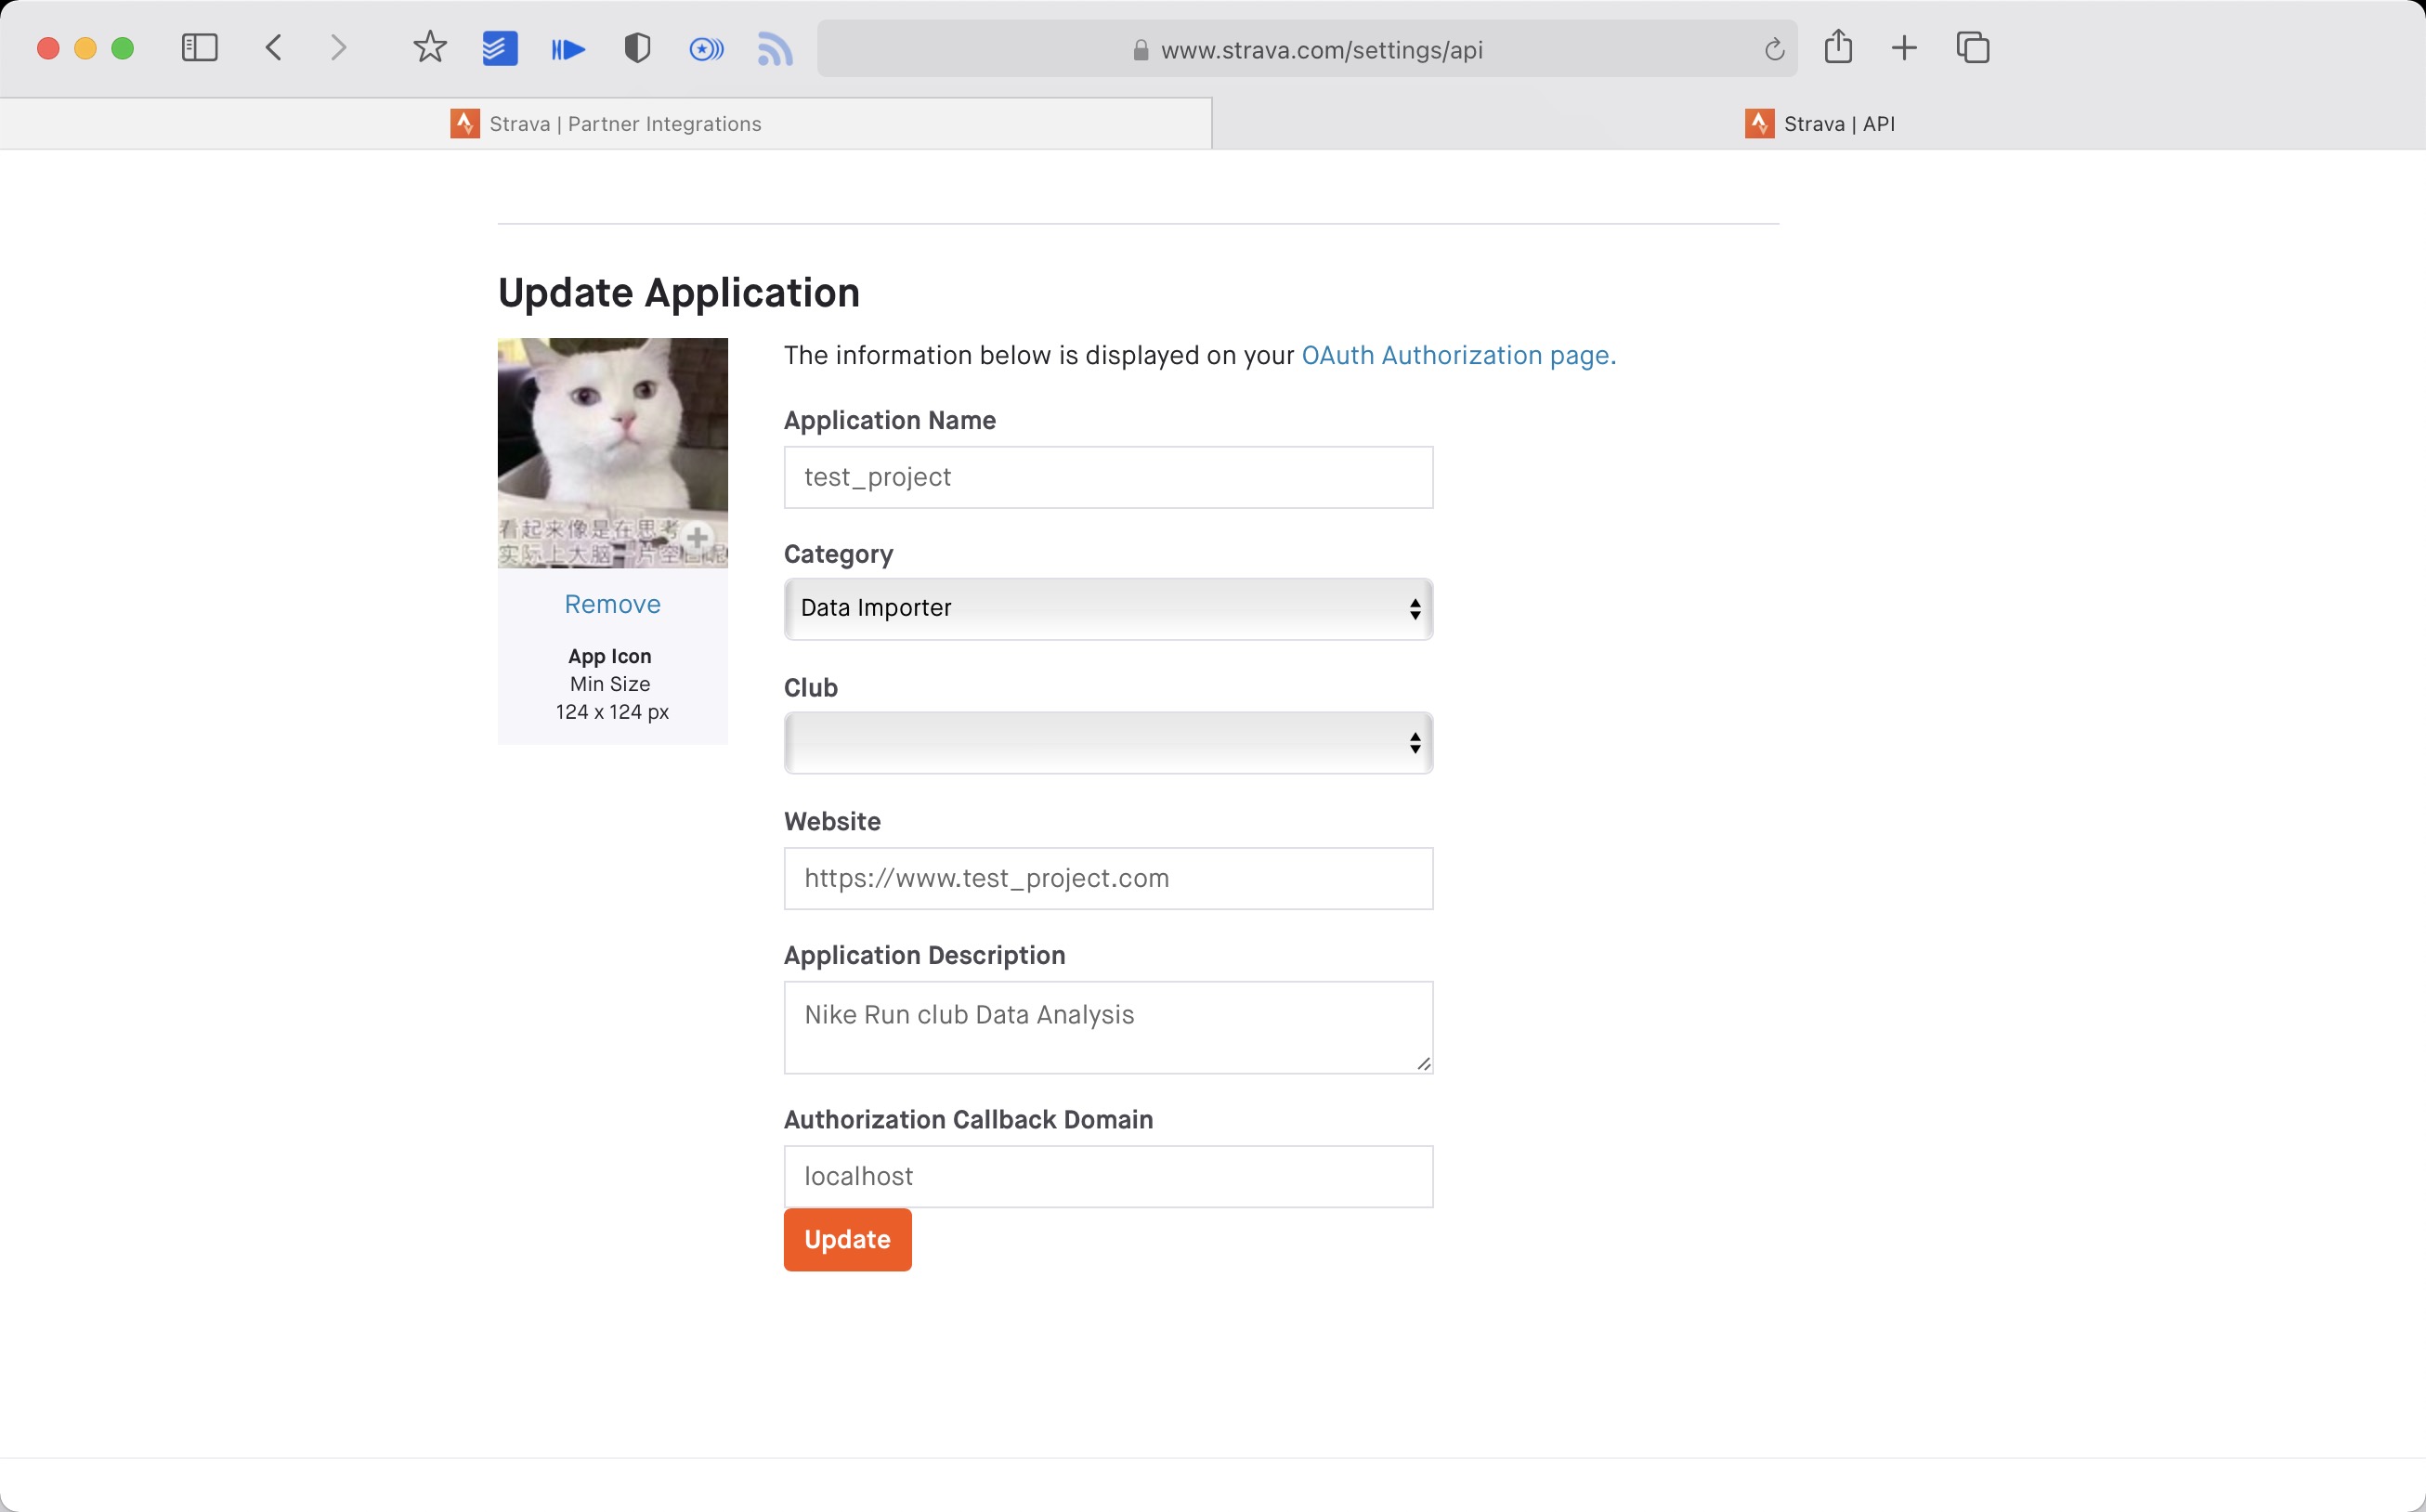 www.strava.com/settings/api
Strava | Partner Integrations
Strava | API
Update Application
The information below is displayed on your OAuth Authorization page.
看起来像是在思考
实际上大脑一片空白呢
Remove
App Icon
Min Size
124 x 124 px
Application Name
test_project
Category
Data Importer
Club
Website
https://www.test_project.com
Application Description
Nike Run club Data Analysis
Authorization Callback Domain
localhost
Update